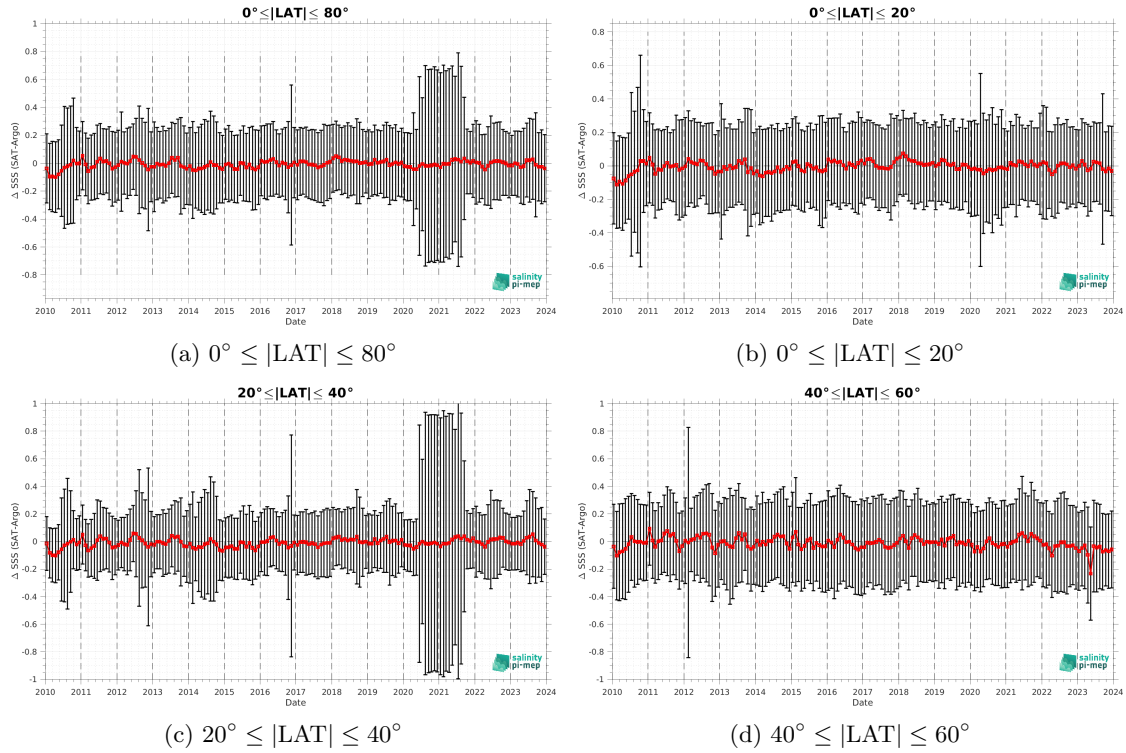 0°≤|LAT|≤ 80°
Δ SSS (SAT-Argo)
1
0.8
0.6
0.4
0.2
0
-0.2
-0.4
-0.6
-0.8
salinity
pi-mep
2010 2011 2012 2013 2014 2015 2016 2017 2018 2019 2020 2021 2022 2023 2024
Date
(a) 0° ≤ |LAT| ≤ 80°
0°≤|LAT|≤ 20°
Δ SSS (SAT-Argo)
0.8
0.6
0.4
0.2
0
-0.2
-0.4
-0.6
salinity
pi-mep
2010 2011 2012 2013 2014 2015 2016 2017 2018 2019 2020 2021 2022 2023 2024
Date
(b) 0° ≤ |LAT| ≤ 20°
20°≤|LAT|≤ 40°
Δ SSS (SAT-Argo)
1
0.8
0.6
0.4
0.2
0
-0.2
-0.4
-0.6
-0.8
-1
salinity
pi-mep
2010 2011 2012 2013 2014 2015 2016 2017 2018 2019 2020 2021 2022 2023 2024
Date
(c) 20° ≤ |LAT| ≤ 40°
40°≤|LAT|≤ 60°
Δ SSS (SAT-Argo)
1
0.8
0.6
0.4
0.2
0
-0.2
-0.4
-0.6
-0.8
-1
salinity
pi-mep
2010 2011 2012 2013 2014 2015 2016 2017 2018 2019 2020 2021 2022 2023 2024
Date
(d) 40° ≤ |LAT| ≤ 60°